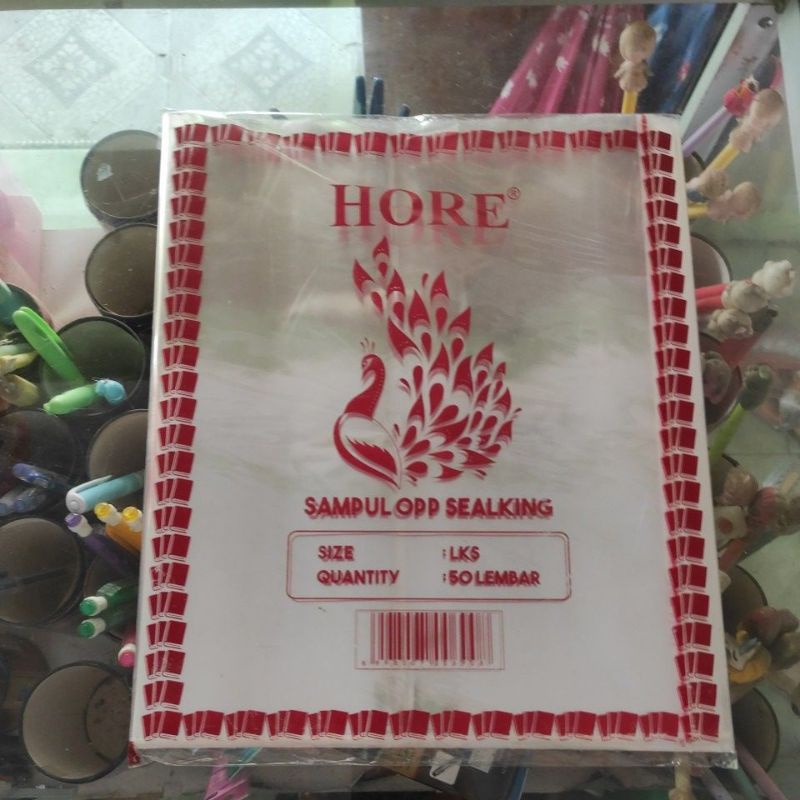 HORE®
SAMPUL OPP SEALKING
SIZE : LKS
QUANTITY : 50 LEMBAR